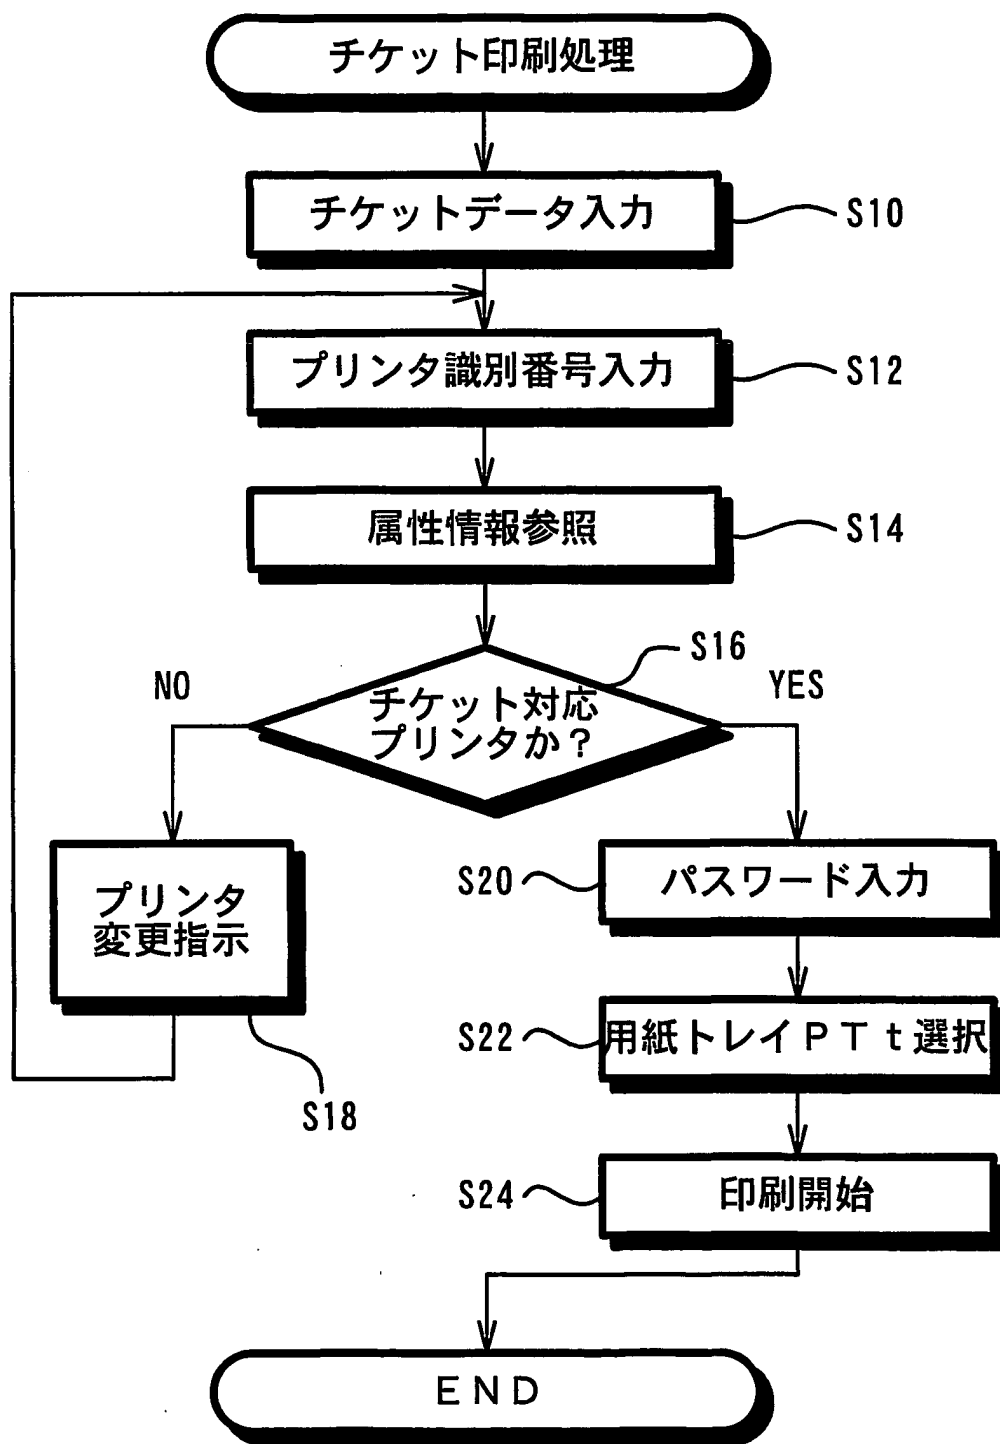 チケット印刷処理
チケットデータ入力
S10
プリンタ識別番号入力
S12
属性情報参照
S14
S16
NO
YES
チケット対応
プリンタか？
プリンタ
変更指示
S18
S20
パスワード入力
S22
用紙トレイＰＴｔ選択
S24
印刷開始
ＥＮＤ